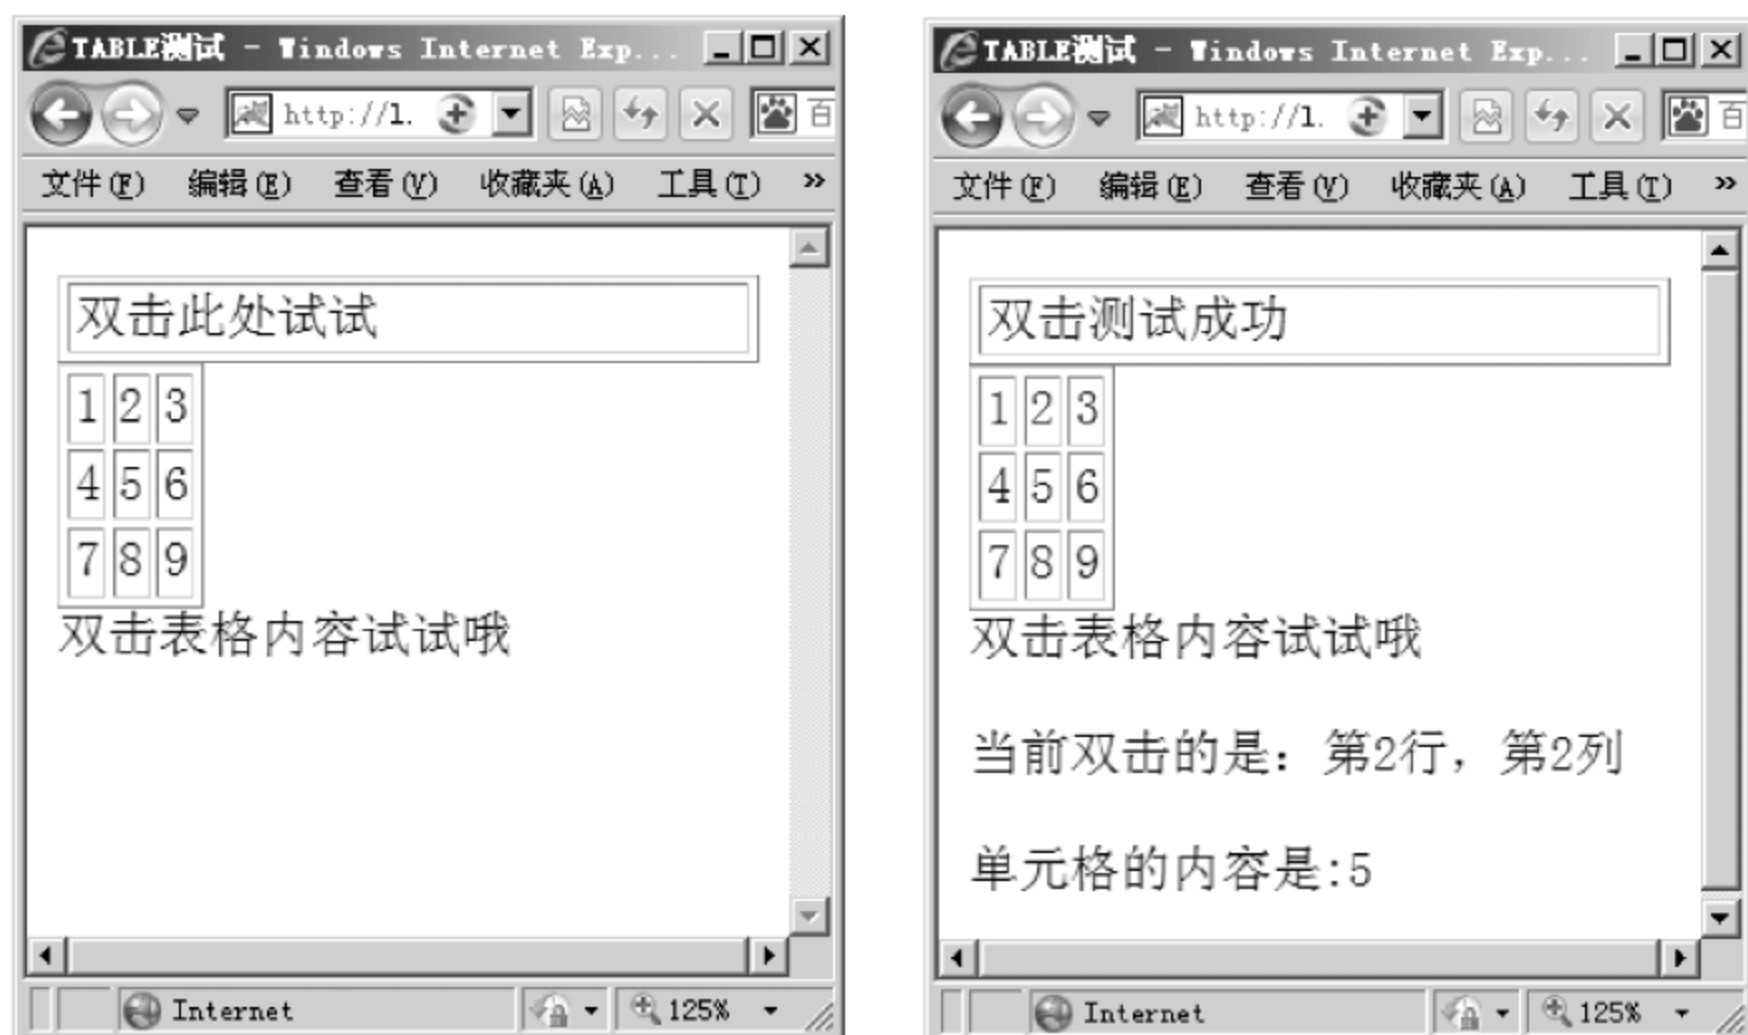 TABLE测试 - Windows Internet Exp...
http://1.
百
文件(F) 编辑(E) 查看(V) 收藏夹(A) 工具(T) »
双击此处试试
1 2 3
4 5 6
7 8 9
双击表格内容试试哦
Internet
125%
TABLE测试 - Windows Internet Exp...
http://1.
百
文件(F) 编辑(E) 查看(V) 收藏夹(A) 工具(T) »
双击测试成功
1 2 3
4 5 6
7 8 9
双击表格内容试试哦
当前双击的是：第2行，第2列
单元格的内容是:5
Internet
125%